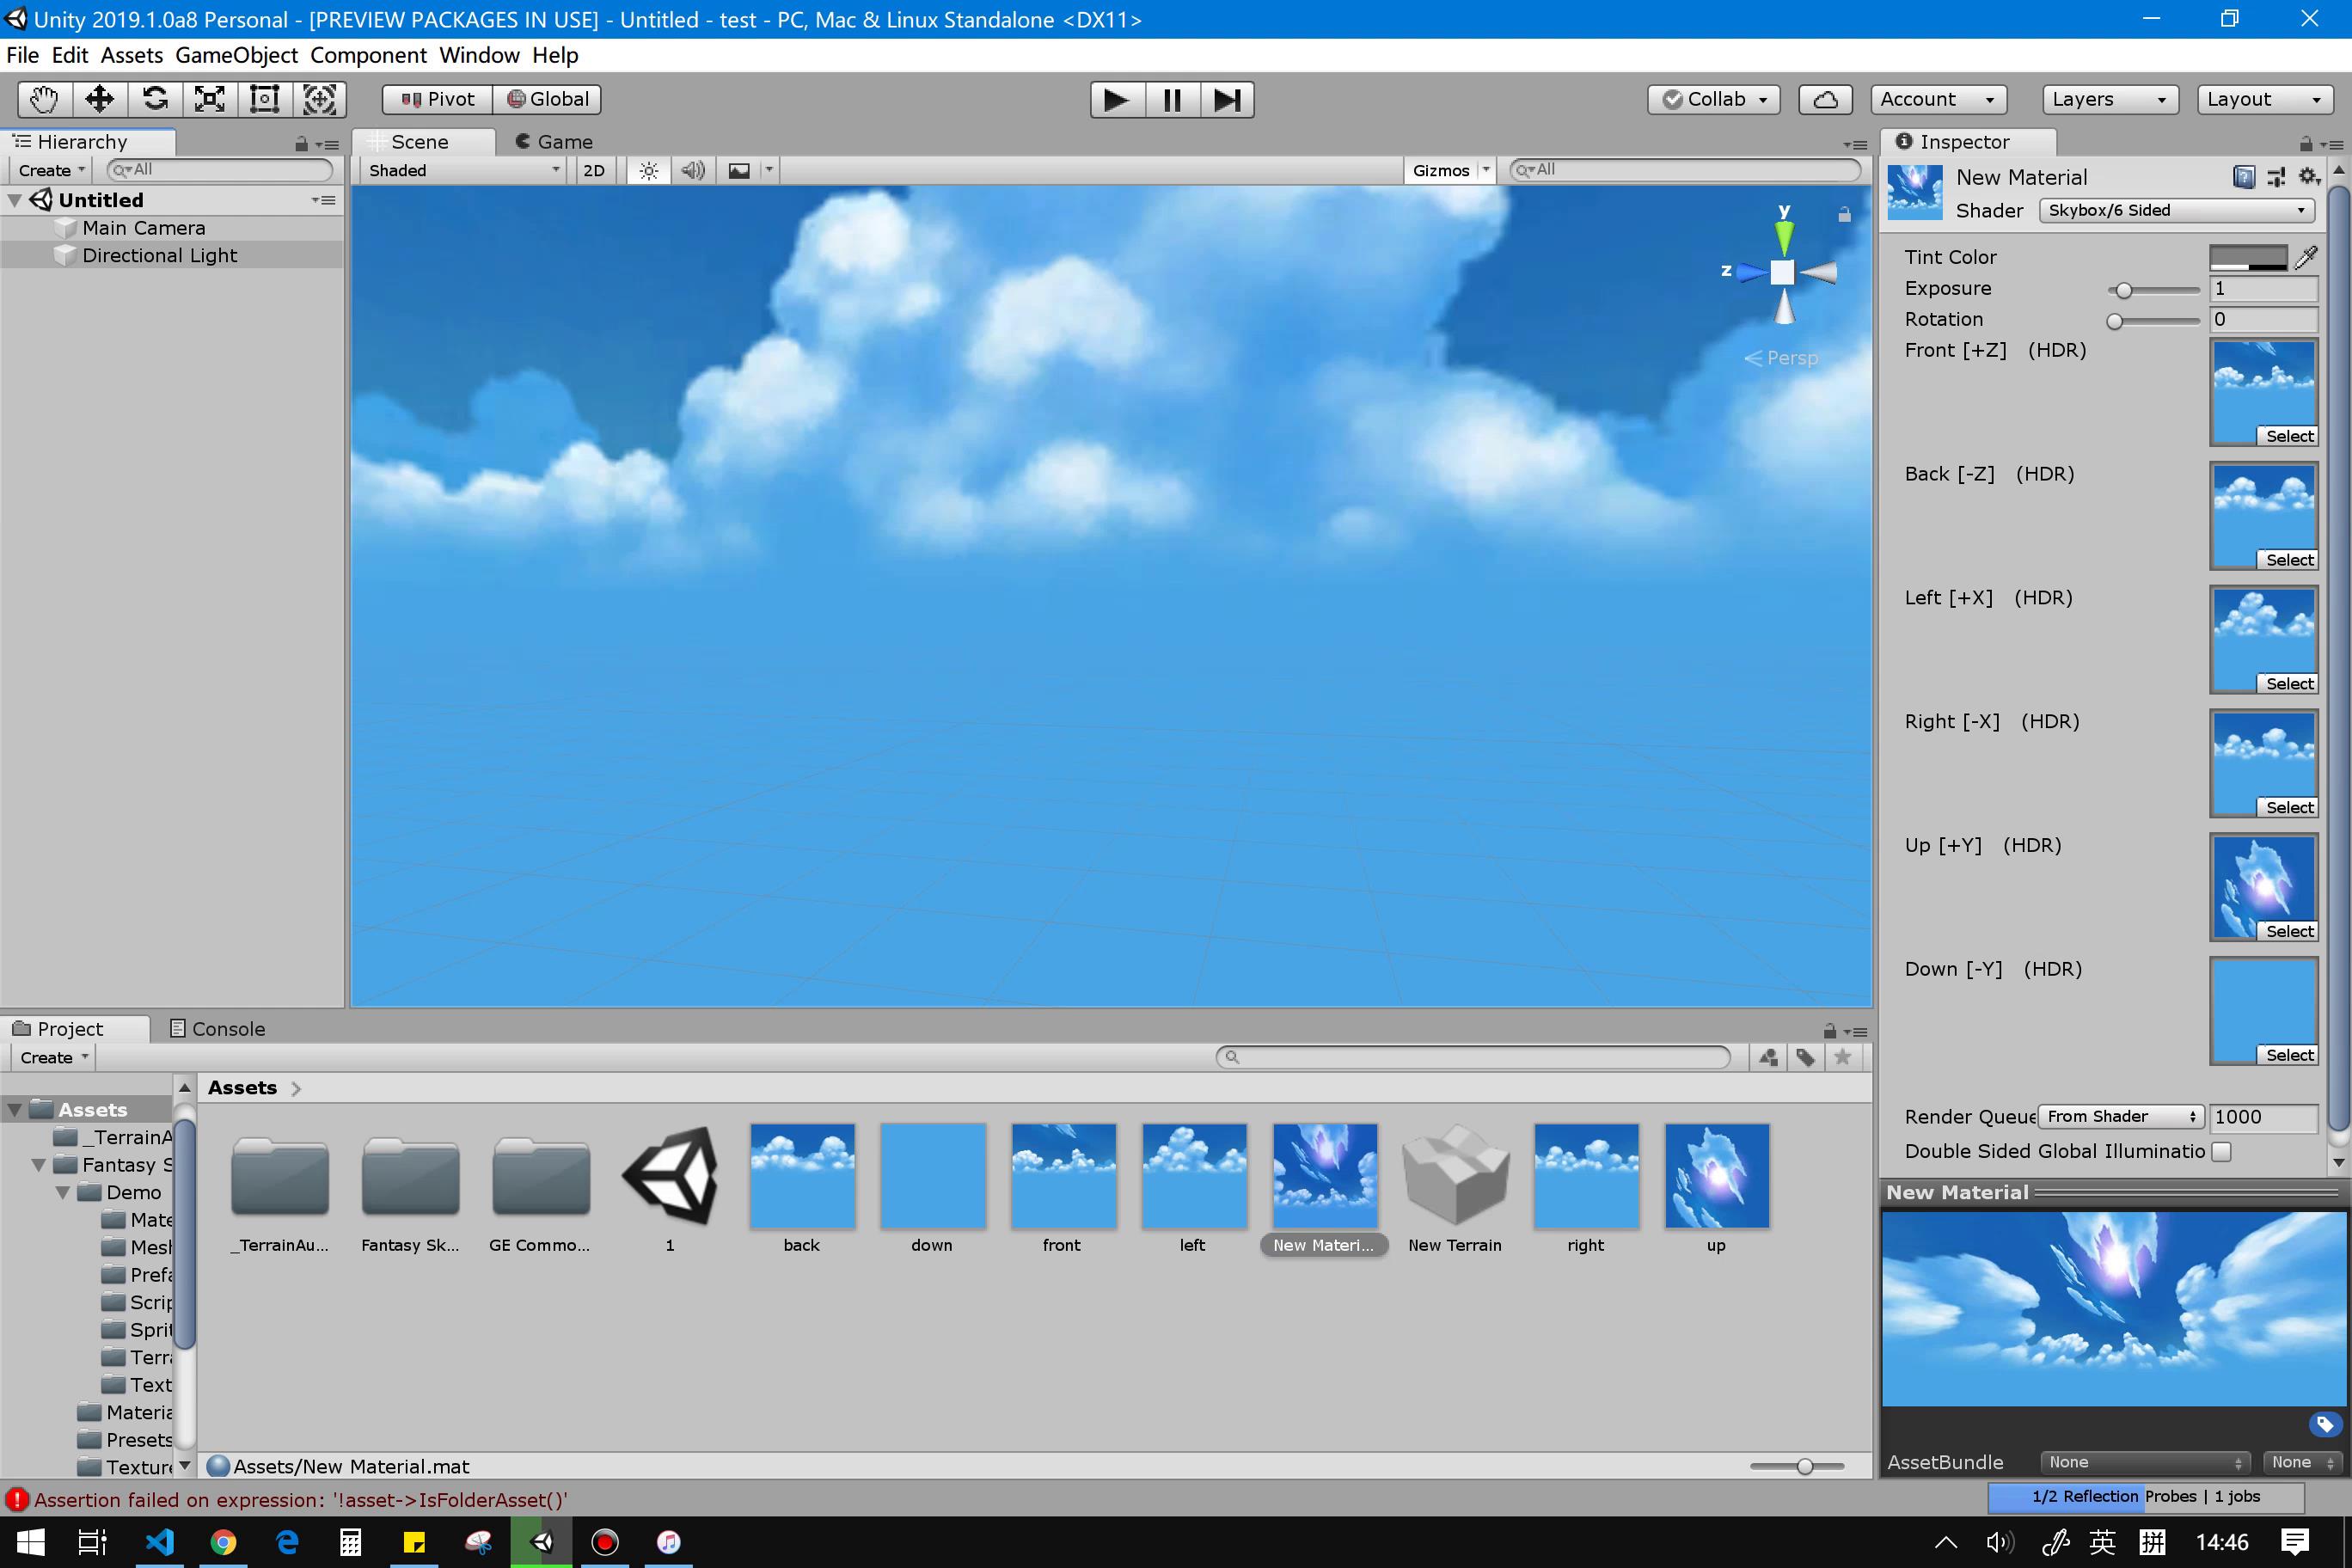 Unity 2019.1.0a8 Personal - [PREVIEW PACKAGES IN USE] - Untitled - test - PC, Mac & Linux Standalone <DX11>
File Edit Assets GameObject Component Window Help
Pivot Global Collab Account Layers Layout
Hierarchy
Create All
Untitled
Main Camera
Directional Light
Scene Game
Shaded 2D Gizmos All
y
z
Persp
Inspector
New Material
Shader Skybox/6 Sided
Tint Color
Exposure 1
Rotation 0
Front [+Z] (HDR)
Select
Back [-Z] (HDR)
Select
Left [+X] (HDR)
Select
Right [-X] (HDR)
Select
Up [+Y] (HDR)
Select
Down [-Y] (HDR)
Select
Render Queue From Shader 1000
Double Sided Global Illuminatio
New Material
AssetBundle None None
Project Console
Create
Assets
_TerrainA
Fantasy S
Demo
Mate
Mesh
Prefa
Scrip
Sprit
Terra
Text
Materia
Presets
Texture
Assets
_TerrainAu... Fantasy Sk... GE Commo... 1 back down front left New Materi... New Terrain right up
Assets/New Material.mat
Assertion failed on expression: '!asset->IsFolderAsset()'
1/2 Reflection Probes | 1 jobs
英 拼 14:46